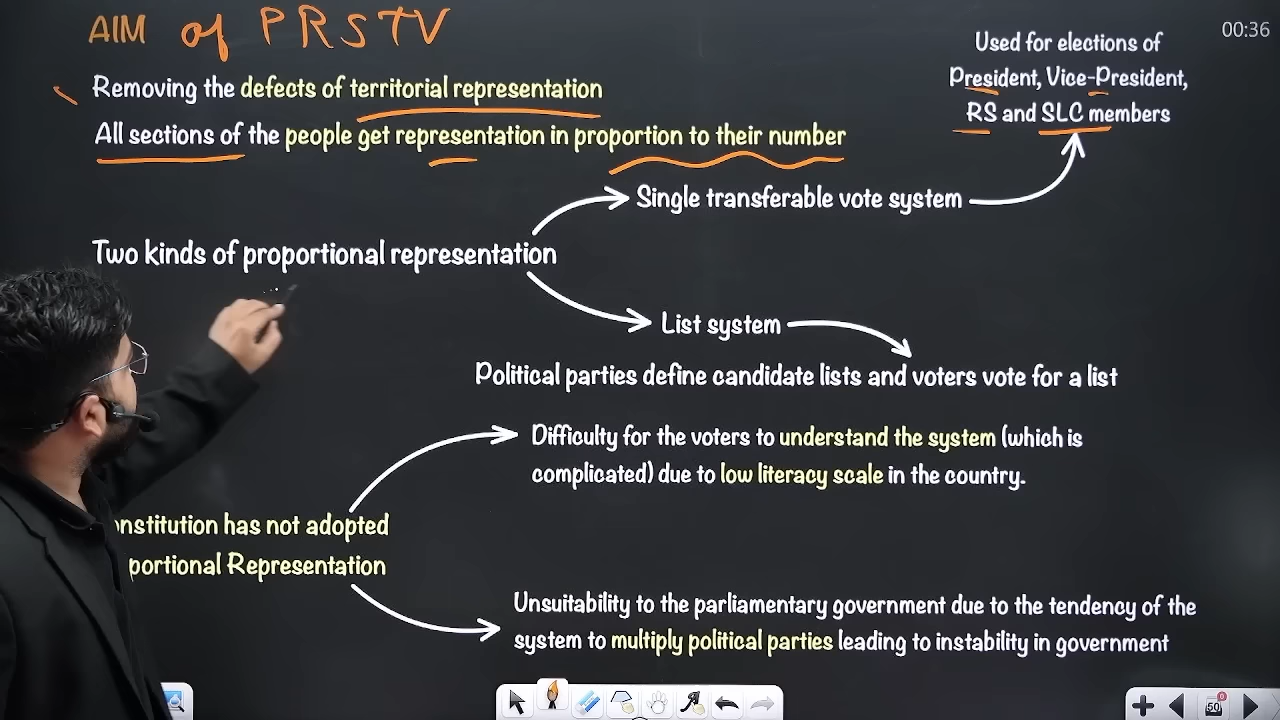 AIM of PRSTV
00:36
Used for elections of
President, Vice-President,
RS and SLC members
Removing the defects of territorial representation
All sections of the people get representation in proportion to their number
Single transferable vote system
Two kinds of proportional representation
List system
Political parties define candidate lists and voters vote for a list
Difficulty for the voters to understand the system (which is
complicated) due to low literacy scale in the country.
nstitution has not adopted
portional Representation
Unsuitability to the parliamentary government due to the tendency of the
system to multiply political parties leading to instability in government
50